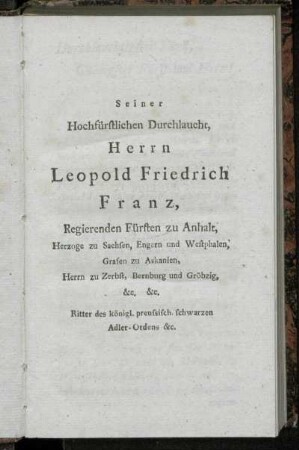 Seiner
Hochfürstlichen Durchlaucht,
Herrn
Leopold Friedrich
Franz,
Regierenden Fürsten zu Anhalt,
Herzoge zu Sachsen, Engern und Westphalen,
Grafen zu Askanien,
Herrn zu Zerbst, Bernburg und Gröbzig,
&c. &c.
Ritter des königl. preussisch. schwarzen
Adler-Ordens &c.